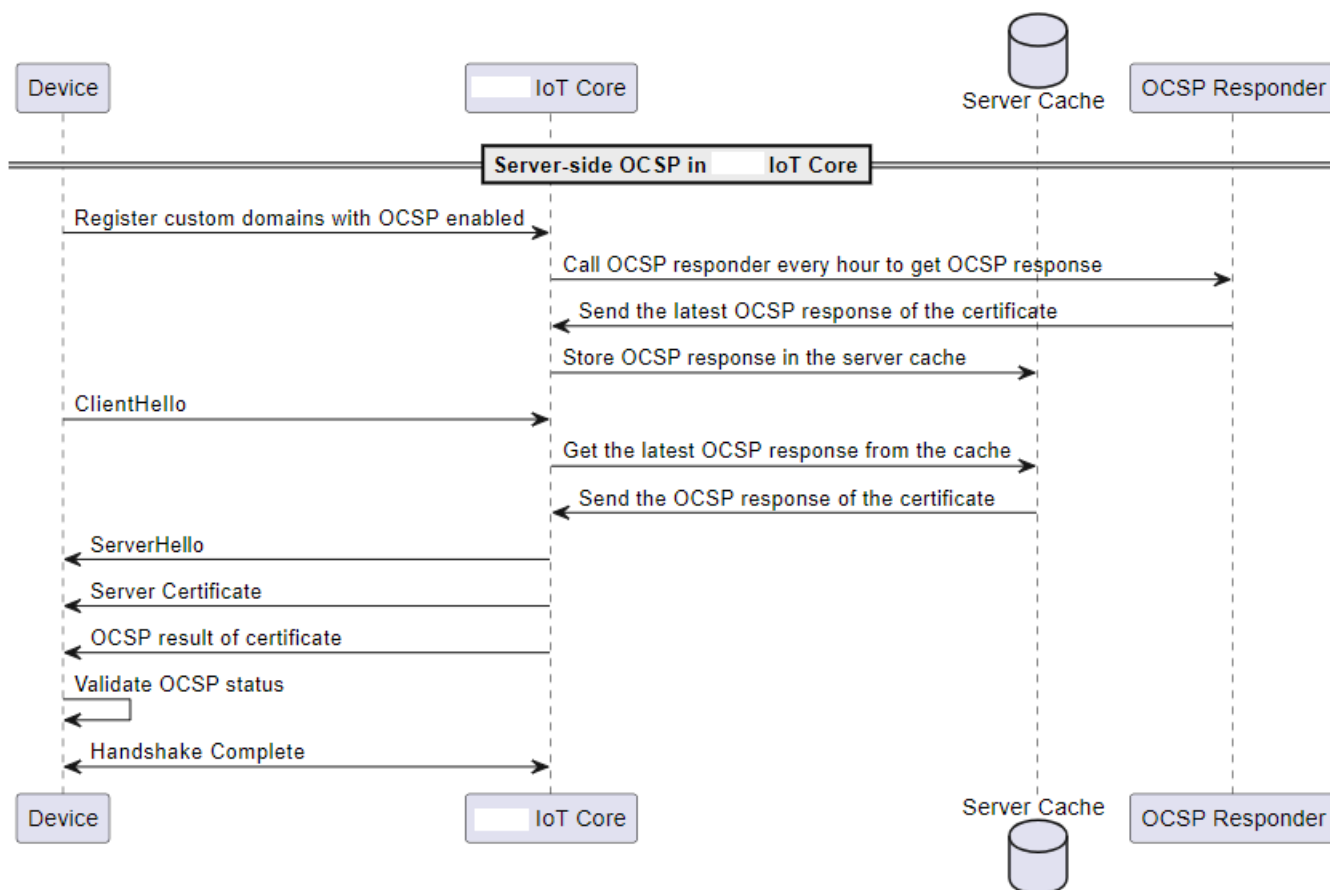 Device
IoT Core
Server Cache
OCSP Responder
Server-side OCSP in IoT Core
Register custom domains with OCSP enabled
Call OCSP responder every hour to get OCSP response
Send the latest OCSP response of the certificate
Store OCSP response in the server cache
ClientHello
Get the latest OCSP response from the cache
Send the OCSP response of the certificate
ServerHello
Server Certificate
OCSP result of certificate
Validate OCSP status
Handshake Complete
Device
IoT Core
Server Cache
OCSP Responder